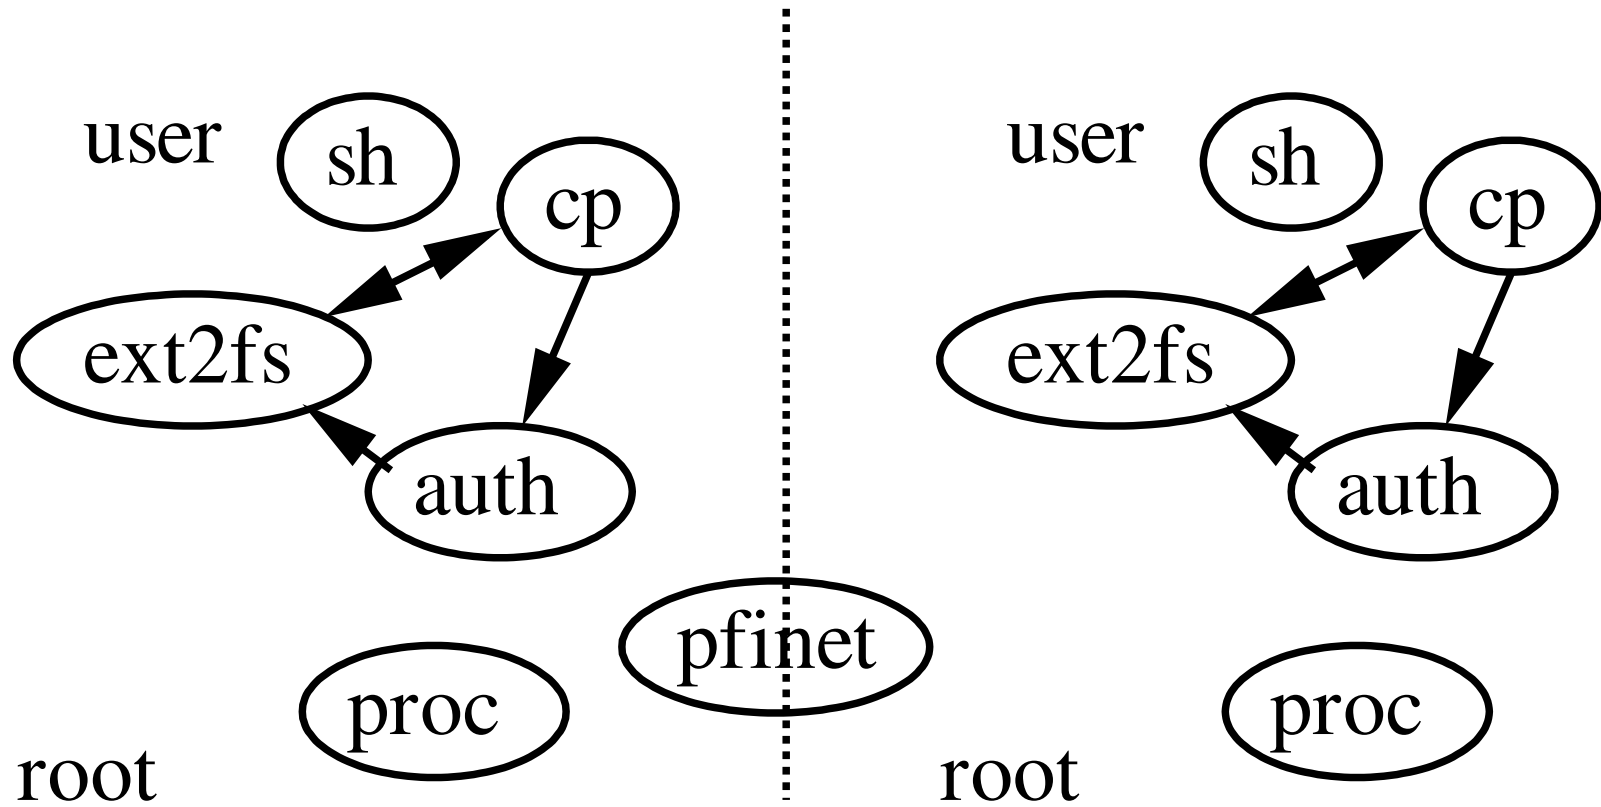 user
sh
cp
ext2fs
auth
proc
root
pfinet
user
sh
cp
ext2fs
auth
proc
root